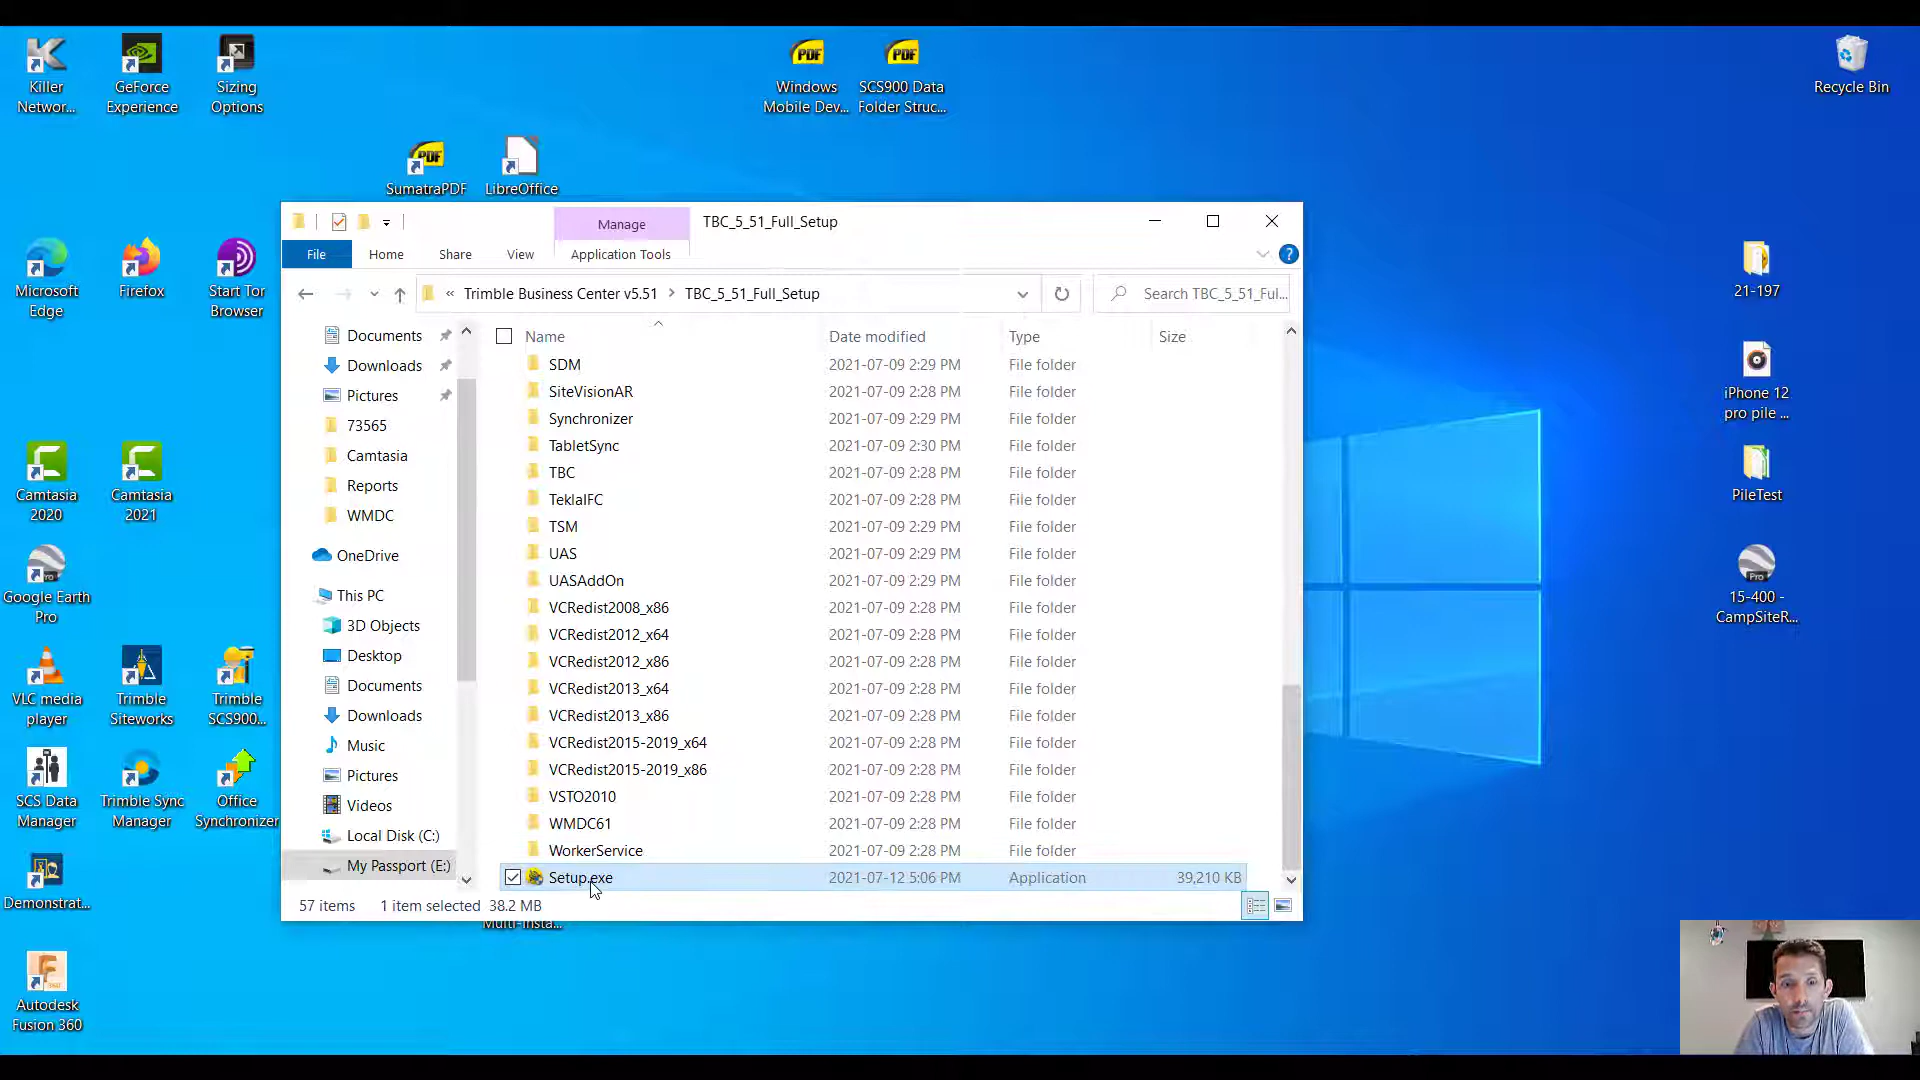 Killer
Networ...
GeForce
Experience
Sizing
Options
PDF
Windows
Mobile Dev...
PDF
SCS900 Data
Folder Struc...
Recycle Bin
PDF
SumatraPDF
LibreOffice
Microsoft
Edge
Firefox
Start Tor
Browser
Camtasia
2020
Camtasia
2021
Google Earth
Pro
VLC media
player
Trimble
Siteworks
Trimble
SCS900...
SCS Data
Manager
Trimble Sync
Manager
Office
Synchronizer
Demonstrat...
Autodesk
Fusion 360
Manage
TBC_5_51_Full_Setup
File
Home
Share
View
Application Tools
« Trimble Business Center v5.51 > TBC_5_51_Full_Setup
Search TBC_5_51_Ful...
Documents
Downloads
Pictures
73565
Camtasia
Reports
WMDC
OneDrive
This PC
3D Objects
Desktop
Documents
Downloads
Music
Pictures
Videos
Local Disk (C:)
My Passport (E:)
Name Date modified Type Size
SDM 2021-07-09 2:29 PM File folder
SiteVisionAR 2021-07-09 2:28 PM File folder
Synchronizer 2021-07-09 2:29 PM File folder
TabletSync 2021-07-09 2:30 PM File folder
TBC 2021-07-09 2:28 PM File folder
TeklaIFC 2021-07-09 2:28 PM File folder
TSM 2021-07-09 2:29 PM File folder
UAS 2021-07-09 2:29 PM File folder
UASAddOn 2021-07-09 2:29 PM File folder
VCRedist2008_x86 2021-07-09 2:28 PM File folder
VCRedist2012_x64 2021-07-09 2:28 PM File folder
VCRedist2012_x86 2021-07-09 2:28 PM File folder
VCRedist2013_x64 2021-07-09 2:28 PM File folder
VCRedist2013_x86 2021-07-09 2:28 PM File folder
VCRedist2015-2019_x64 2021-07-09 2:28 PM File folder
VCRedist2015-2019_x86 2021-07-09 2:28 PM File folder
VSTO2010 2021-07-09 2:28 PM File folder
WMDC61 2021-07-09 2:28 PM File folder
WorkerService 2021-07-09 2:28 PM File folder
Setup.exe 2021-07-12 5:06 PM Application 39,210 KB
57 items 1 item selected 38.2 MB
Multi-Insta...
21-197
iPhone 12
pro pile ...
PileTest
Pro
15-400 -
CampSiteR...